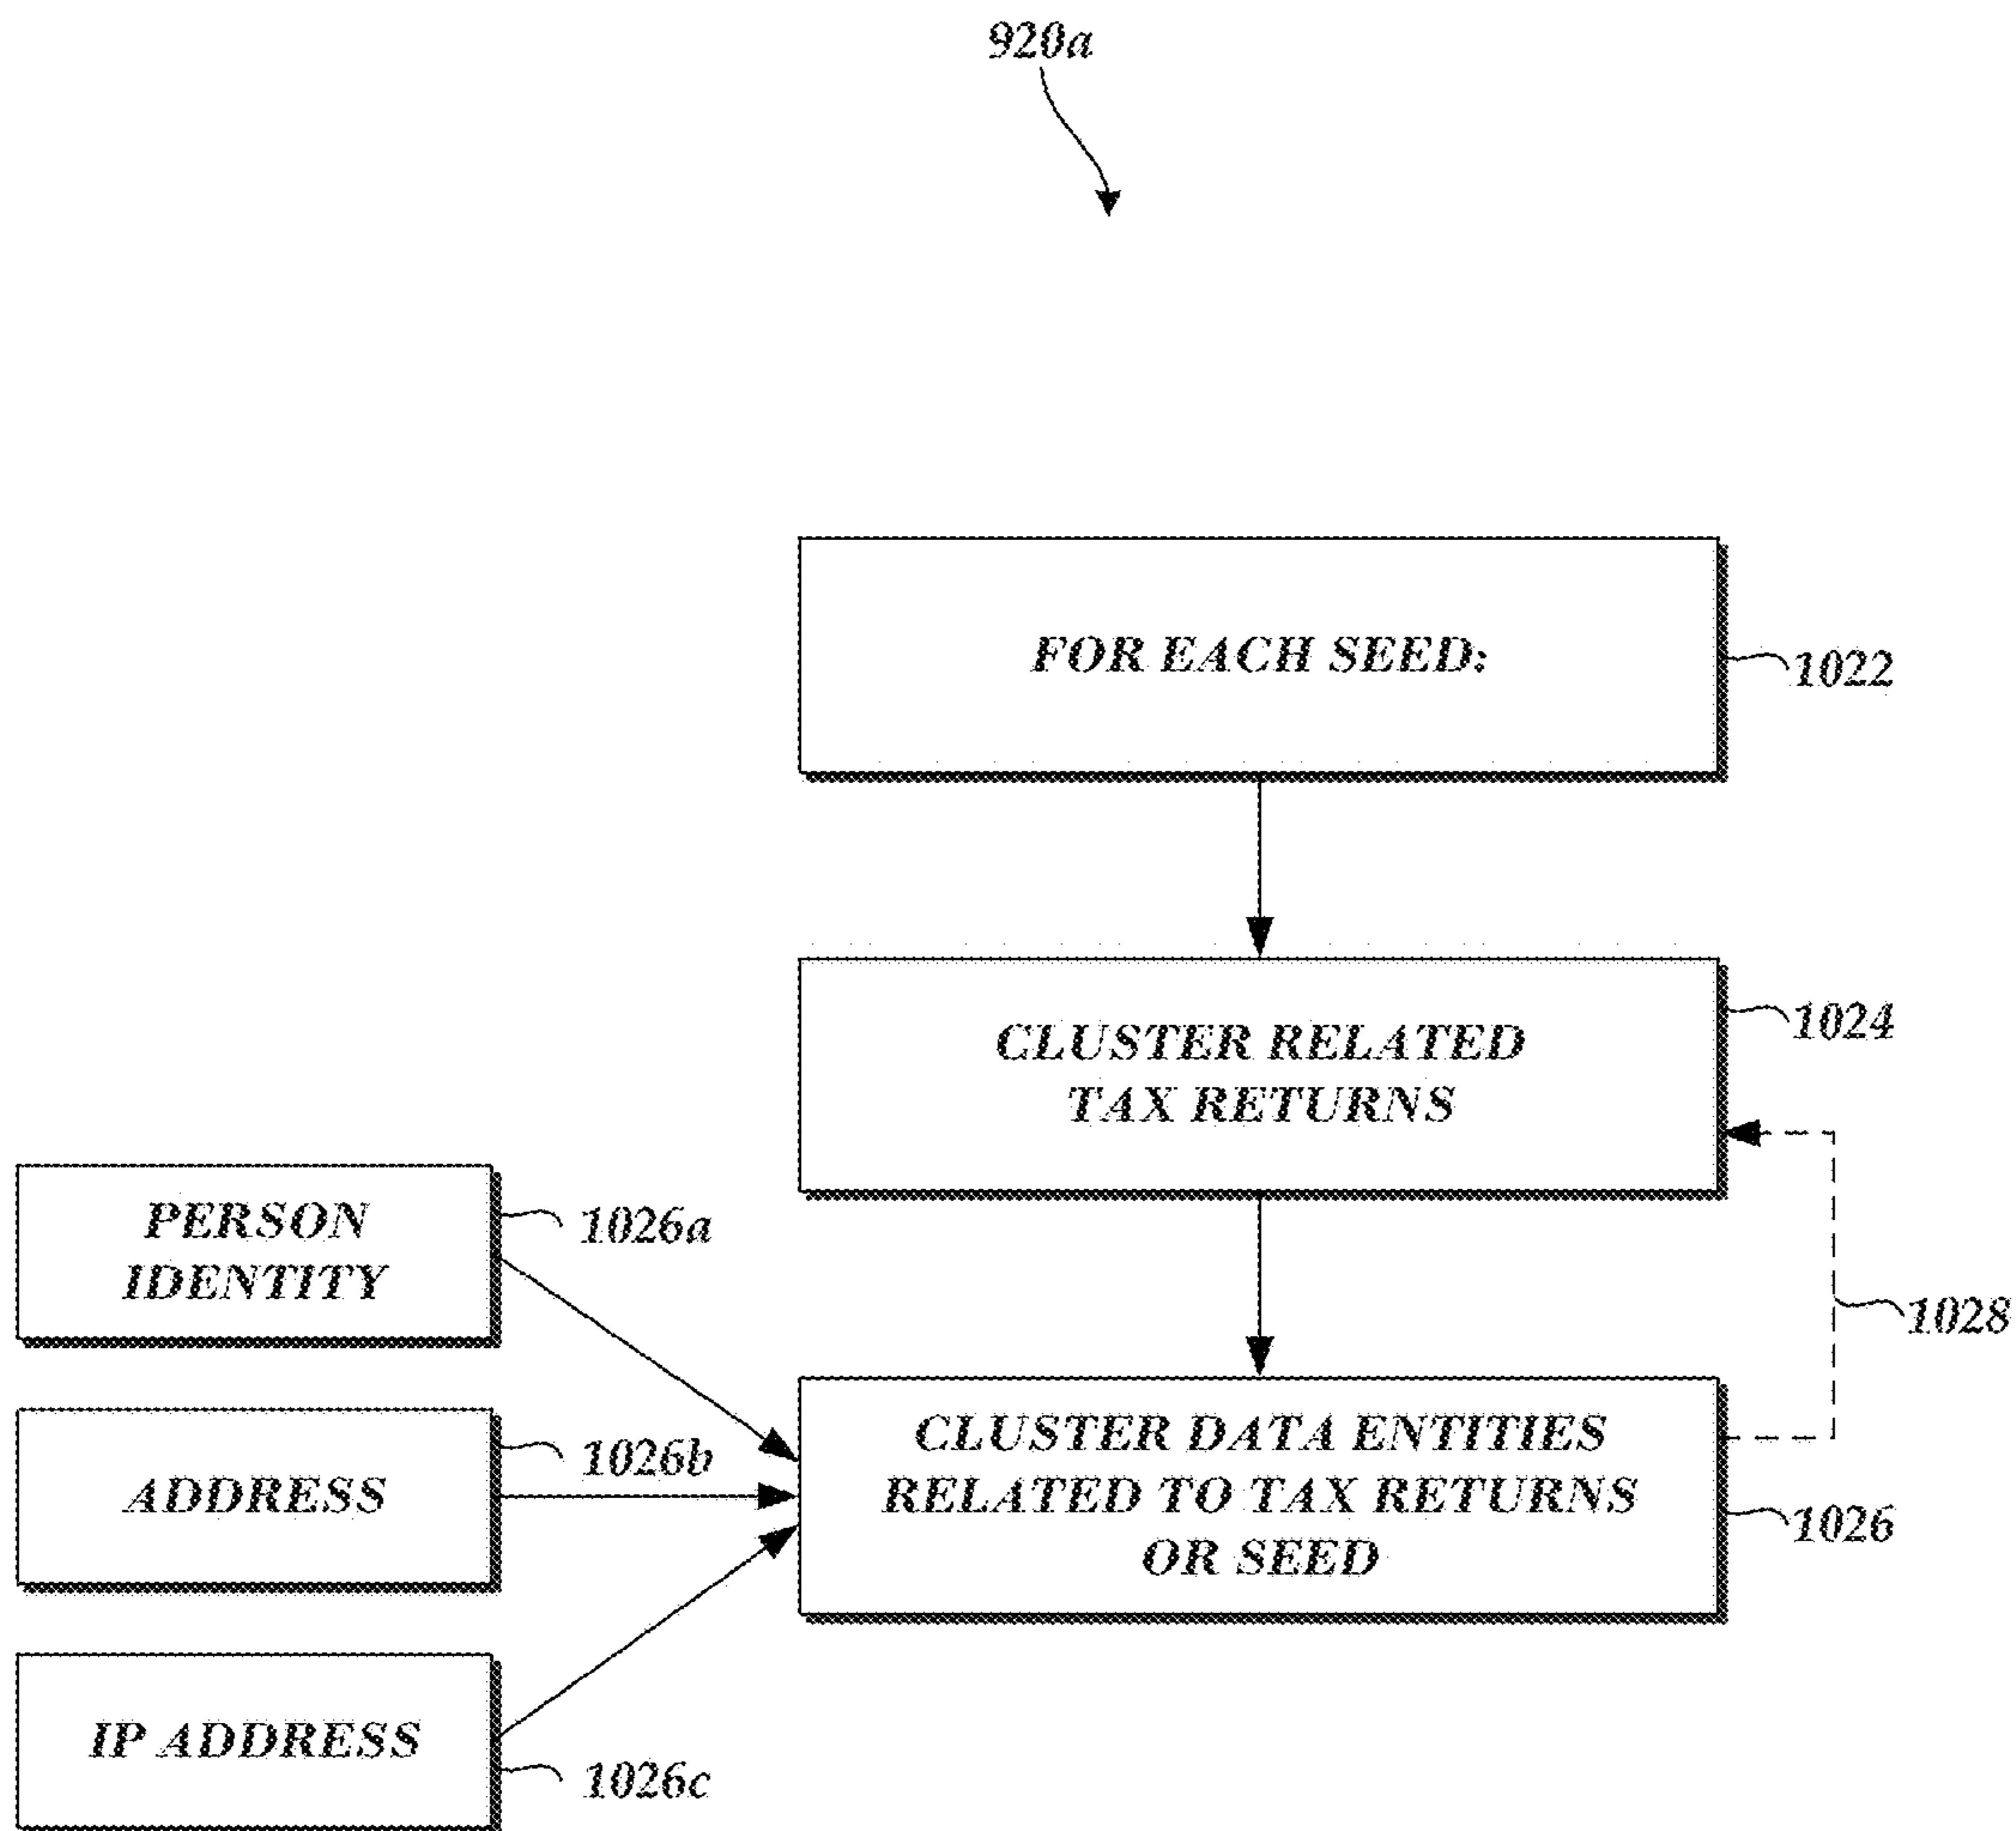 920a
FOR EACH SEED:
1022
CLUSTER RELATED
TAX RETURNS
1024
PERSON
IDENTITY
1026a
1028
ADDRESS
1026b
CLUSTER DATA ENTITIES
RELATED TO TAX RETURNS
OR SEED
1026
IP ADDRESS
1026c